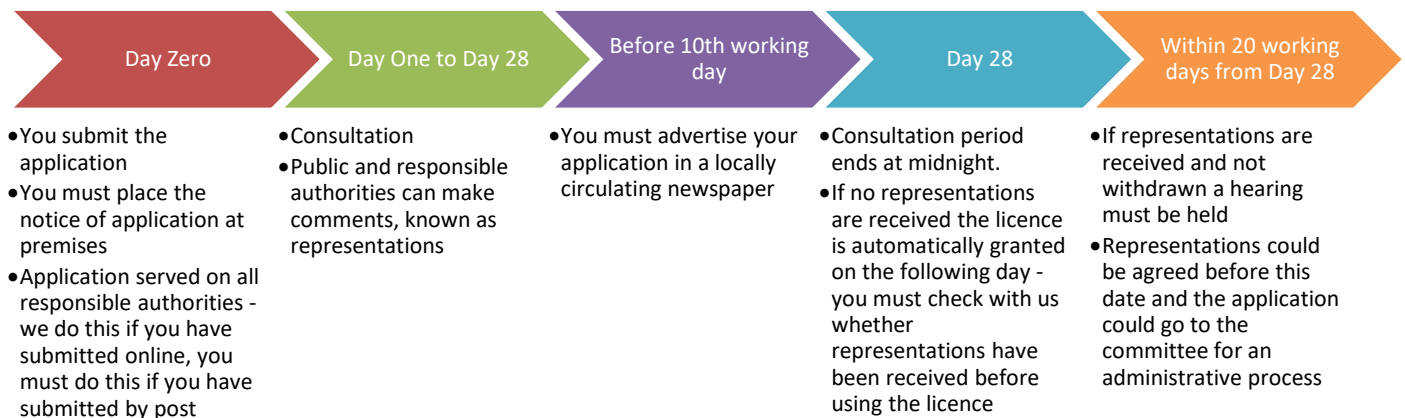 Day Zero
•You submit the
application
•You must place the
notice of application at
premises
•Application served on all
responsible authorities -
we do this if you have
submitted online, you
must do this if you have
submitted by post
Day One to Day 28
•Consultation
•Public and responsible
authorities can make
comments, known as
representations
Before 10th working
day
•You must advertise your
application in a locally
circulating newspaper
Day 28
•Consultation period
ends at midnight.
•If no representations
are received the licence
is automatically granted
on the following day -
you must check with us
whether
representations have
been received before
using the licence
Within 20 working
days from Day 28
•If representations are
received and not
withdrawn a hearing
must be held
•Representations could
be agreed before this
date and the application
could go to the
committee for an
administrative process